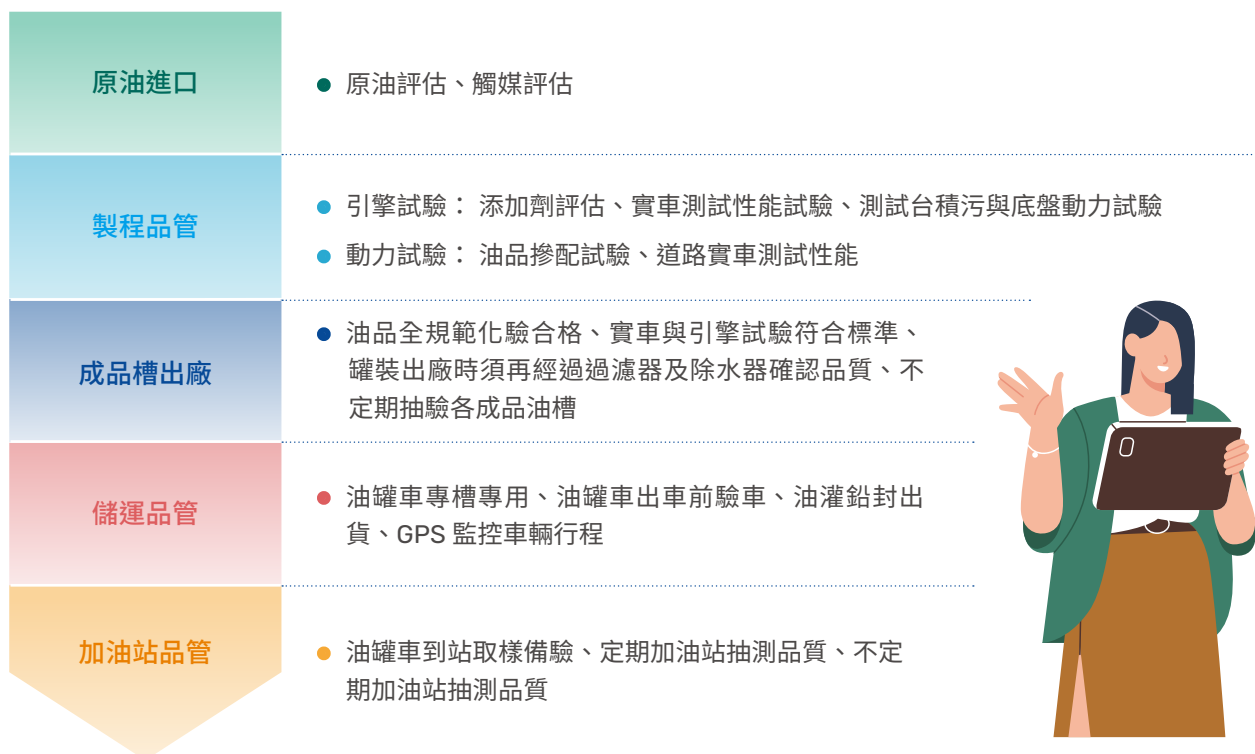 原油進口
● 原油評估、觸媒評估
製程品管
● 引擎試驗： 添加劑評估、實車測試性能試驗、測試台積污與底盤動力試驗
● 動力試驗： 油品摻配試驗、道路實車測試性能
成品槽出廠
● 油品全規範化驗合格、實車與引擎試驗符合標準、
罐裝出廠時須再經過過濾器及除水器確認品質、不
定期抽驗各成品油槽
儲運品管
● 油罐車專槽專用、油罐車出車前驗車、油灌鉛封出
貨、GPS 監控車輛行程
加油站品管
● 油罐車到站取樣備驗、定期加油站抽測品質、不定
期加油站抽測品質